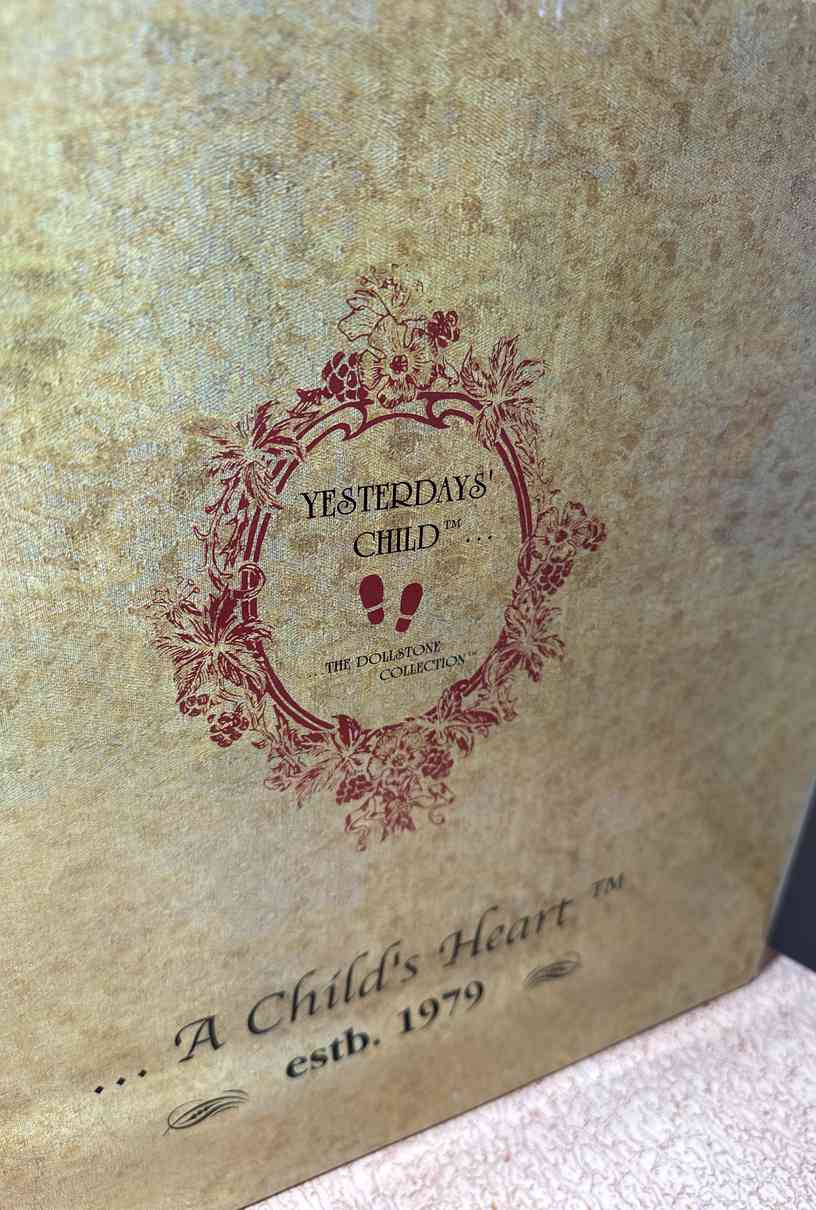 YESTERDAYS'
CHILD™...
...THE DOLLSTONE
COLLECTION™
... A Child's Heart ™
estb. 1979